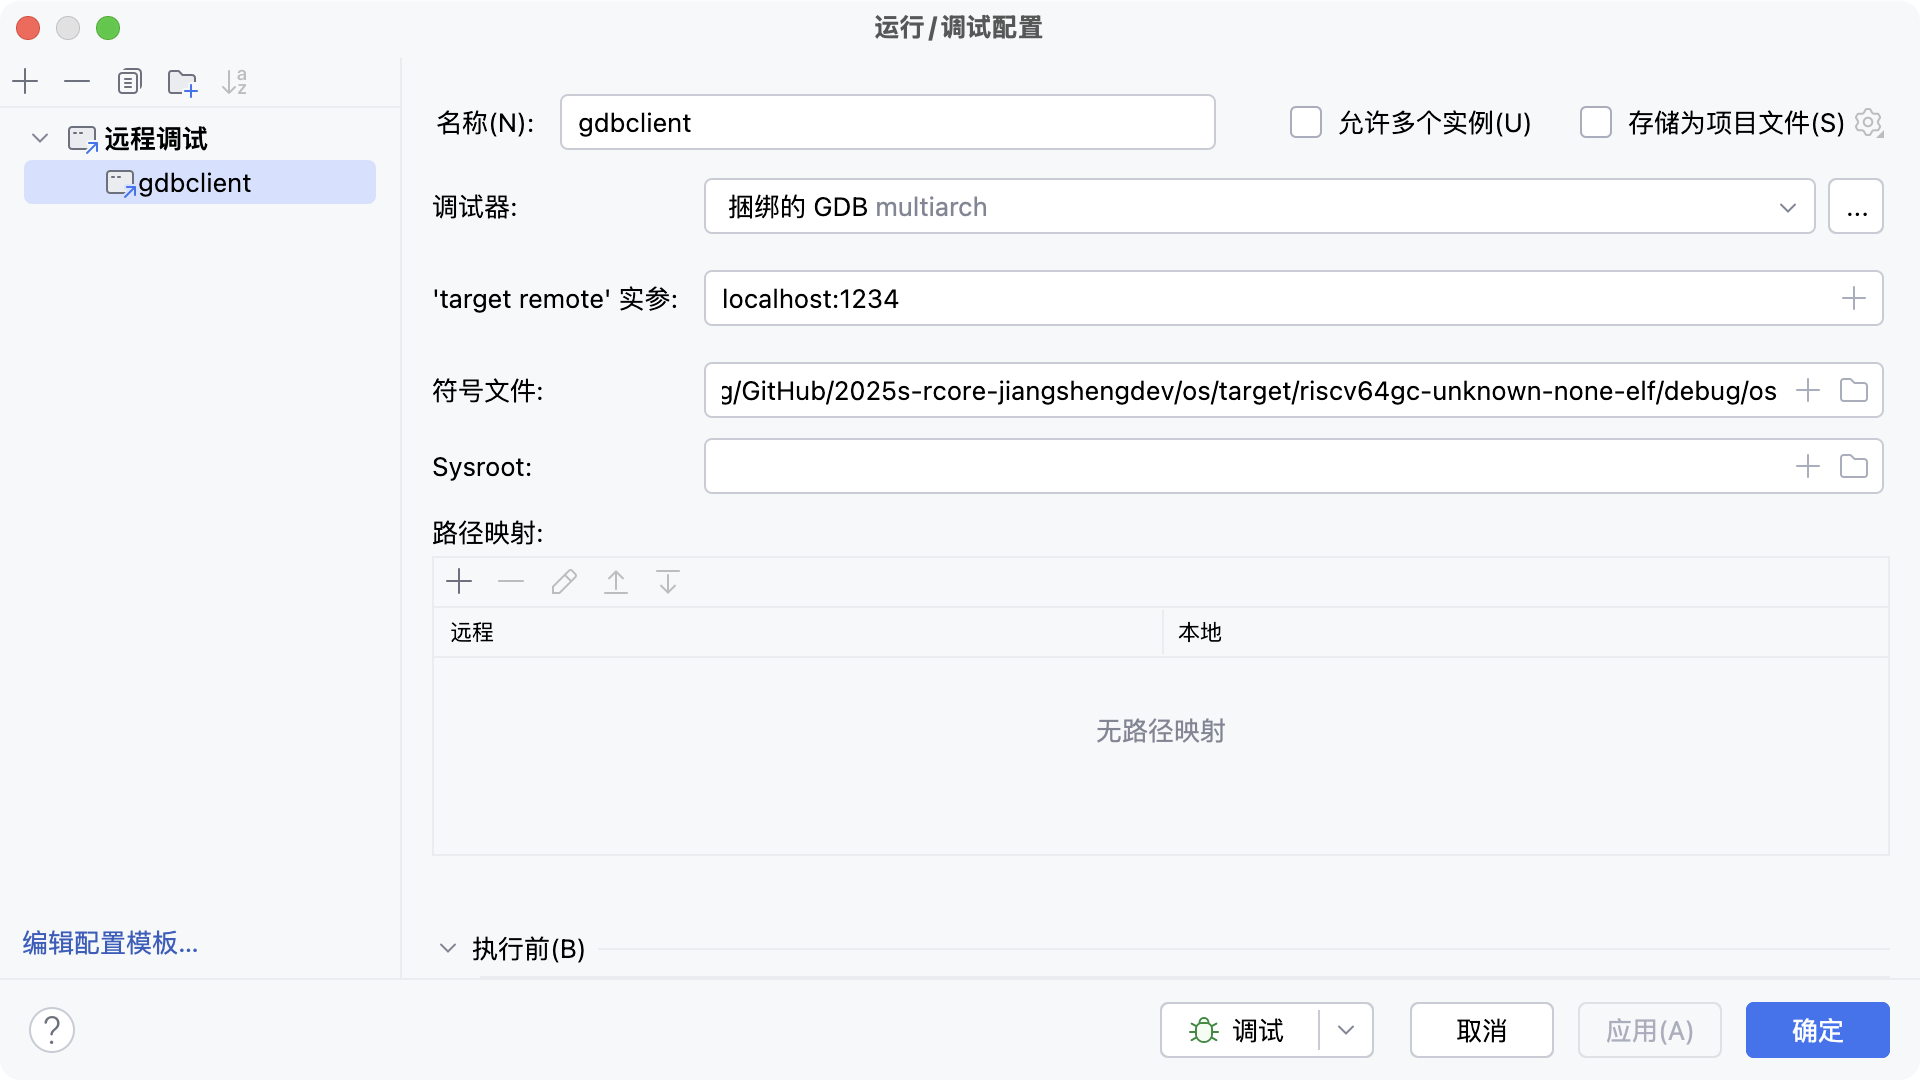 运行/调试配置
远程调试
gdbclient
编辑配置模板...
名称(N):
gdbclient
允许多个实例(U)
存储为项目文件(S)
调试器:
捆绑的 GDB multiarch
...
'target remote' 实参:
localhost:1234
符号文件:
g/GitHub/2025s-rcore-jiangshengdev/os/target/riscv64gc-unknown-none-elf/debug/os
Sysroot:
路径映射:
远程
本地
无路径映射
执行前(B)
?
调试
取消
应用(A)
确定